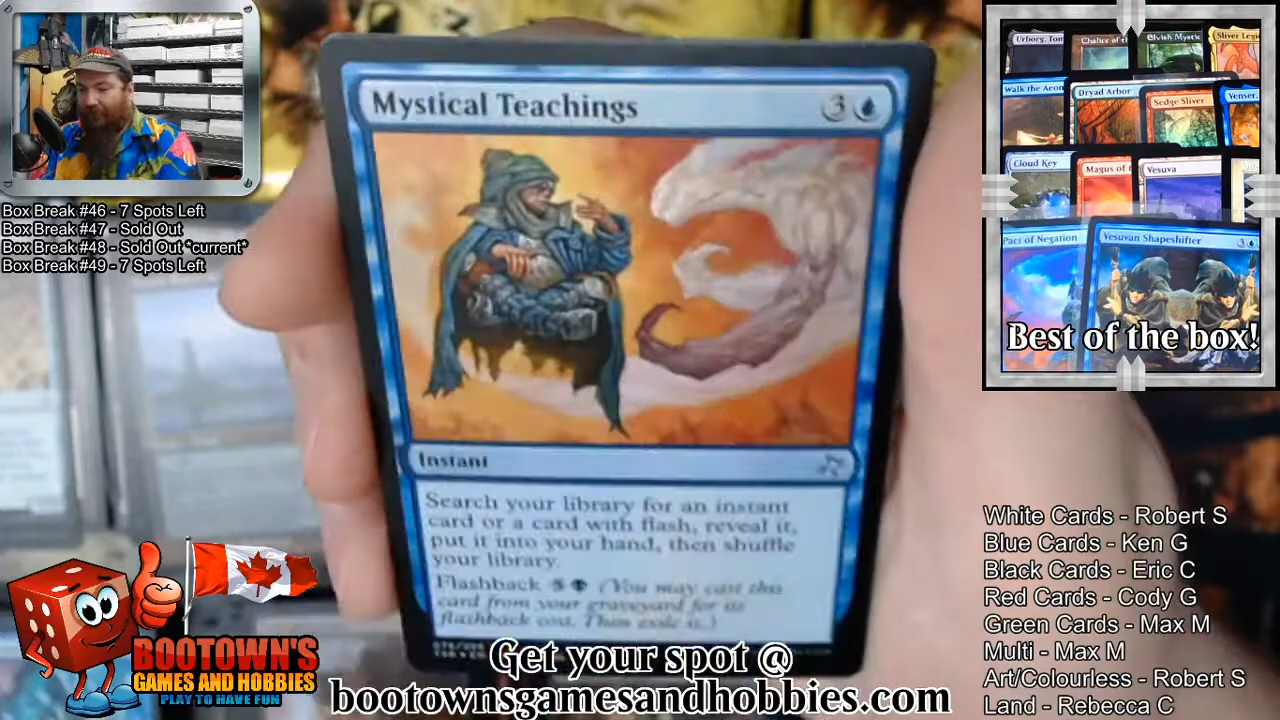 Box Break #46 - 7 Spots Left
Box Break #47 - Sold Out
Box Break #48 - Sold Out *current*
Box Break #49 - 7 Spots Left
Mystical Teachings 3
Instant
Search your library for an instant
card or a card with flash, reveal it,
put it into your hand, then shuffle
your library.
Flashback 5 (You may cast this
card from your graveyard for its
flashback cost. Then exile it.)
Urborg, Tom
Chalice of th
Elvish Mystic
Sliver Legi
Walk the Aeon
Dryad Arbor
Sedge Sliver
Venser,
Cloud Key
Magus of t
Vesuva
Pact of Negation
Vesuvan Shapeshifter 3
Best of the box!
White Cards - Robert S
Blue Cards - Ken G
Black Cards - Eric C
Red Cards - Cody G
Green Cards - Max M
Multi - Max M
Art/Colourless - Robert S
Land - Rebecca C
BOOTOWN'S
GAMES AND HOBBIES
PLAY TO HAVE FUN
Get your spot @
bootownsgamesandhobbies.com